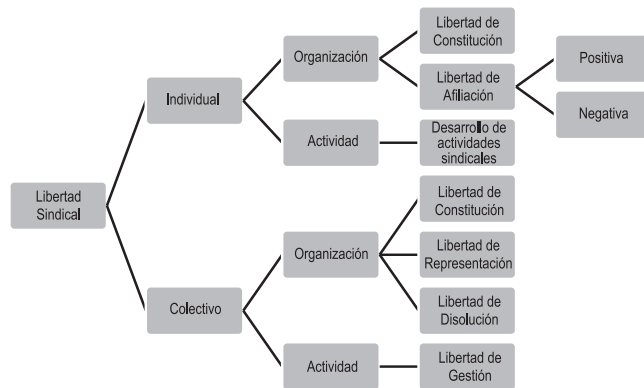 Libertad
Sindical
Individual
Organización
Libertad de
Constitución
Libertad de
Afiliación
Positiva
Negativa
Actividad
Desarrollo de
actividades
sindicales
Colectivo
Organización
Libertad de
Constitución
Libertad de
Representación
Libertad de
Disolución
Actividad
Libertad de
Gestión